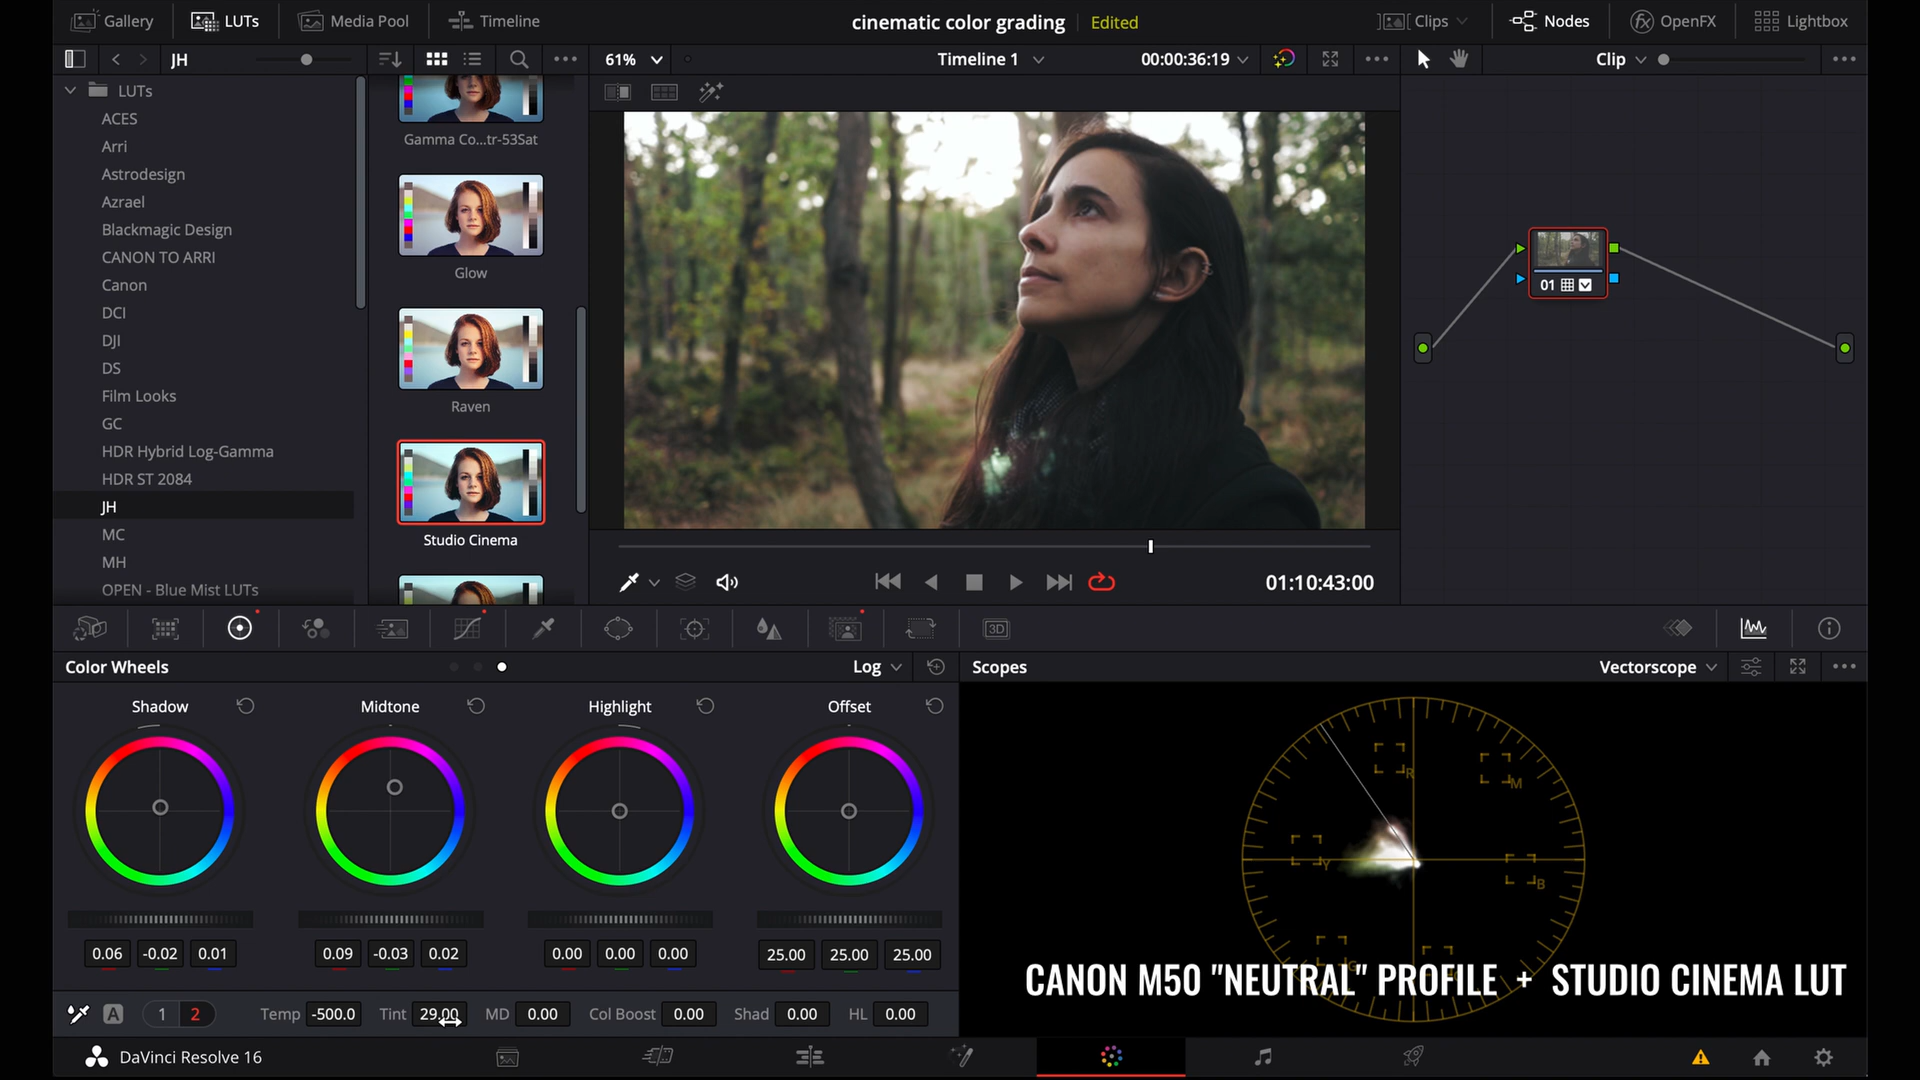 Gallery
LUTs
Media Pool
Timeline
cinematic color grading
Edited
Clips
Nodes
fx OpenFX
Lightbox
JH
61%
Timeline 1
00:00:36:19
Clip
LUTs
ACES
Arri
Astrodesign
Azrael
Blackmagic Design
CANON TO ARRI
Canon
DCI
DJI
DS
Film Looks
GC
HDR Hybrid Log-Gamma
HDR ST 2084
JH
MC
MH
OPEN - Blue Mist LUTs
Gamma Co...tr-53Sat
Glow
Raven
Studio Cinema
01
01:10:43:00
3D
Color Wheels
Log
Shadow
Midtone
Highlight
Offset
0.06 -0.02 0.01
0.09 -0.03 0.02
0.00 0.00 0.00
25.00 25.00 25.00
A 1 2 Temp -500.0 Tint 29.00 MD 0.00 Col Boost 0.00 Shad 0.00 HL 0.00
Scopes
Vectorscope
R
M
Y
B
CANON M50 "NEUTRAL" PROFILE + STUDIO CINEMA LUT
DaVinci Resolve 16